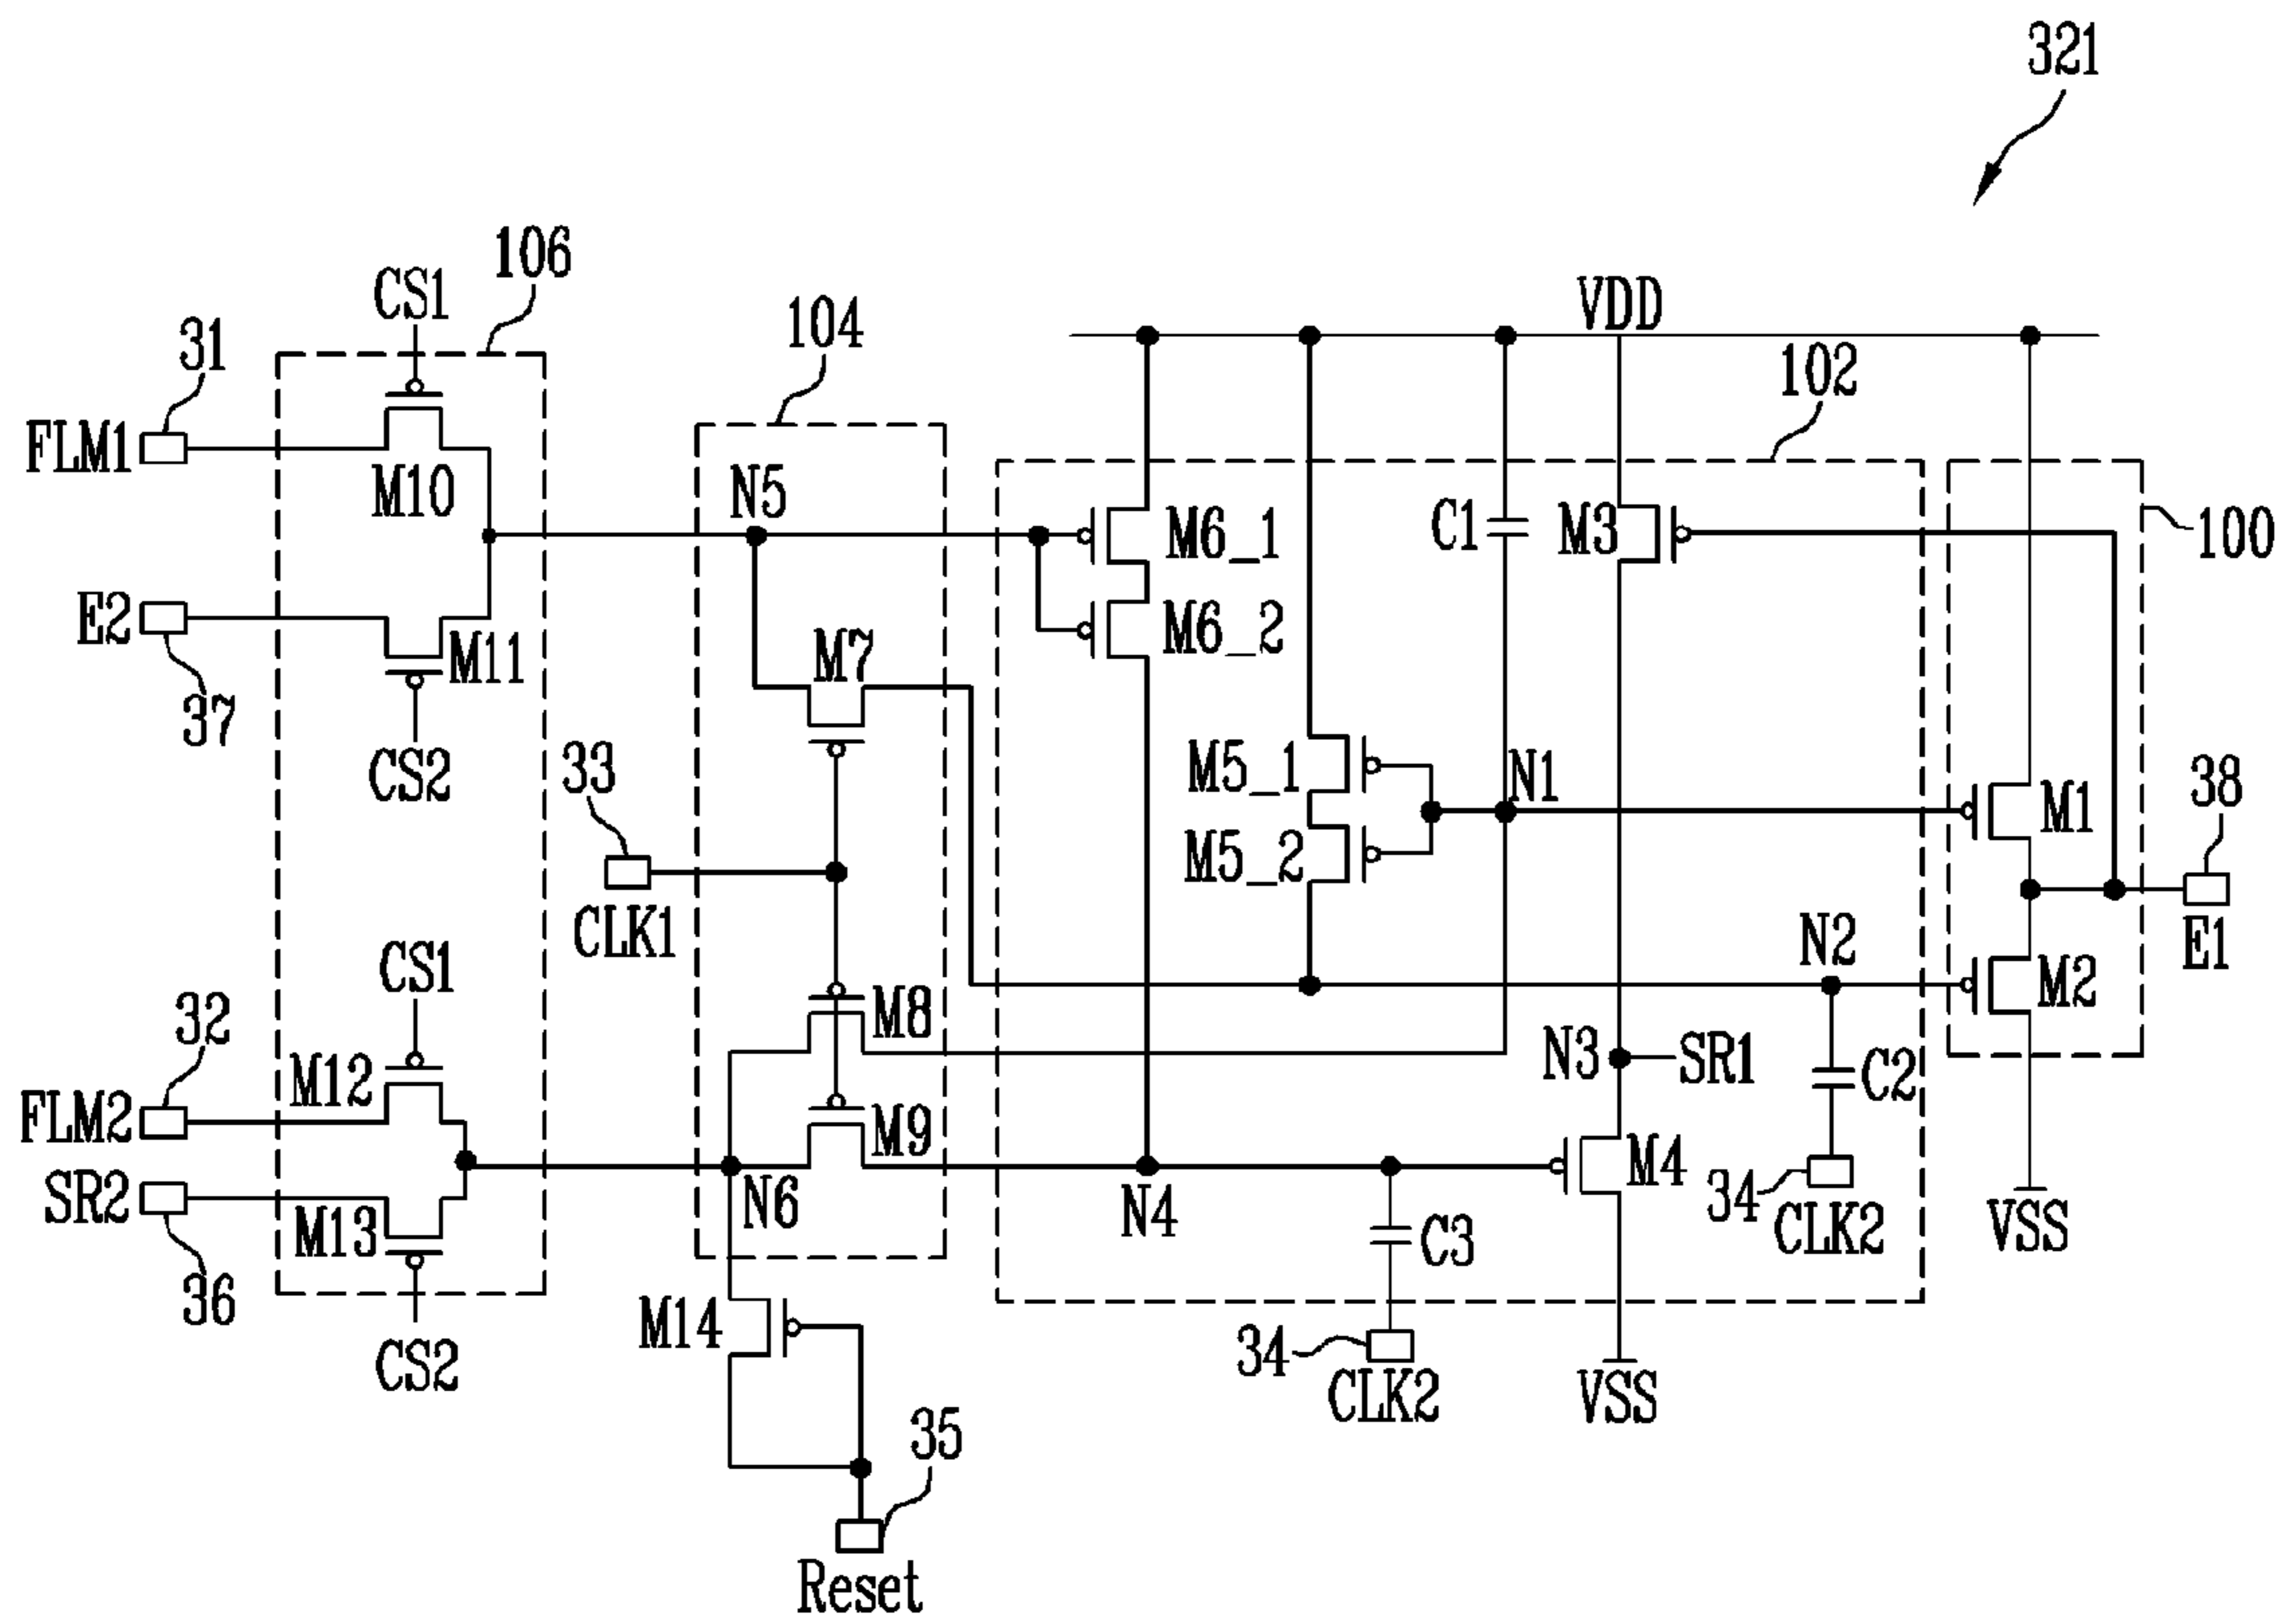 321
106
CS1
104
VDD
31
102
FLM1
M10
N5
C1
M3
M6_1
100
E2
M11
M6_2
M7
37
CS2
33
M5_1
N1
M1
38
M5_2
CLK1
CS1
N2
E1
M2
32
M8
N3
SR1
C2
M12
FLM2
M9
M4
34
SR2
M13
N6
N4
C3
CLK2
VSS
36
CS2
M14
34
CLK2
VSS
35
Reset